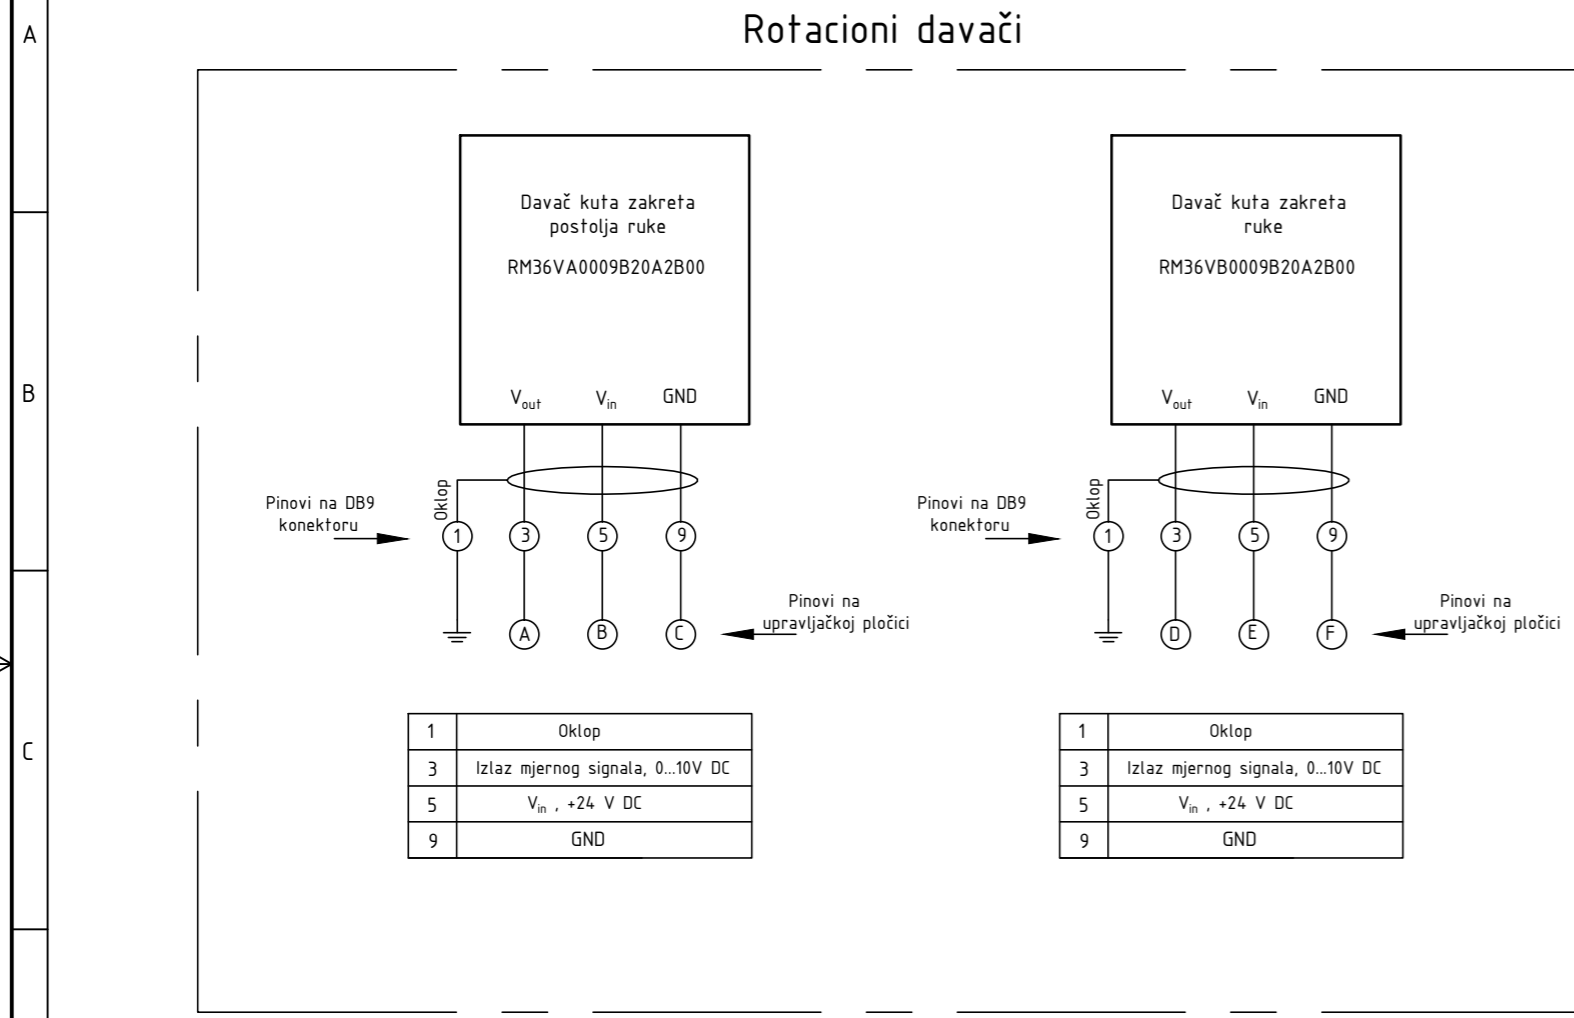 Rotacioni davači
A
B
C
Davač kuta zakreta
postolja ruke
RM36VA0009B20A2B00
Vout Vin GND
Oklop
Pinovi na DB9
konektoru
1 3 5 9
A B C
Pinovi na
upravljačkoj pločici
1 Oklop
3 Izlaz mjernog signala, 0...10V DC
5 Vin , +24 V DC
9 GND
Davač kuta zakreta
ruke
RM36VB0009B20A2B00
Vout Vin GND
Oklop
Pinovi na DB9
konektoru
1 3 5 9
D E F
Pinovi na
upravljačkoj pločici
1 Oklop
3 Izlaz mjernog signala, 0...10V DC
5 Vin , +24 V DC
9 GND